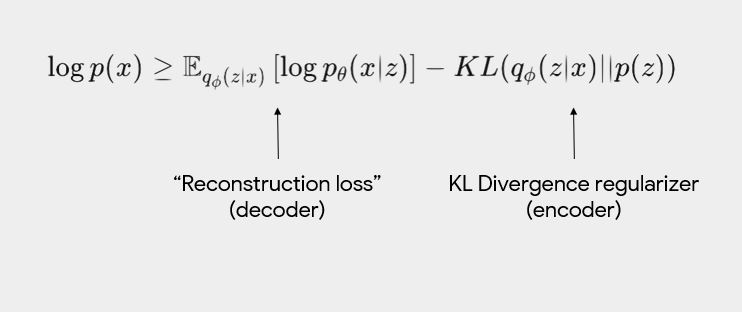 log p(x) ≥ 𝔼_{q_ϕ(z|x)} [log p_θ(x|z)] − KL(q_ϕ(z|x)||p(z))
“Reconstruction loss”
(decoder)
KL Divergence regularizer
(encoder)